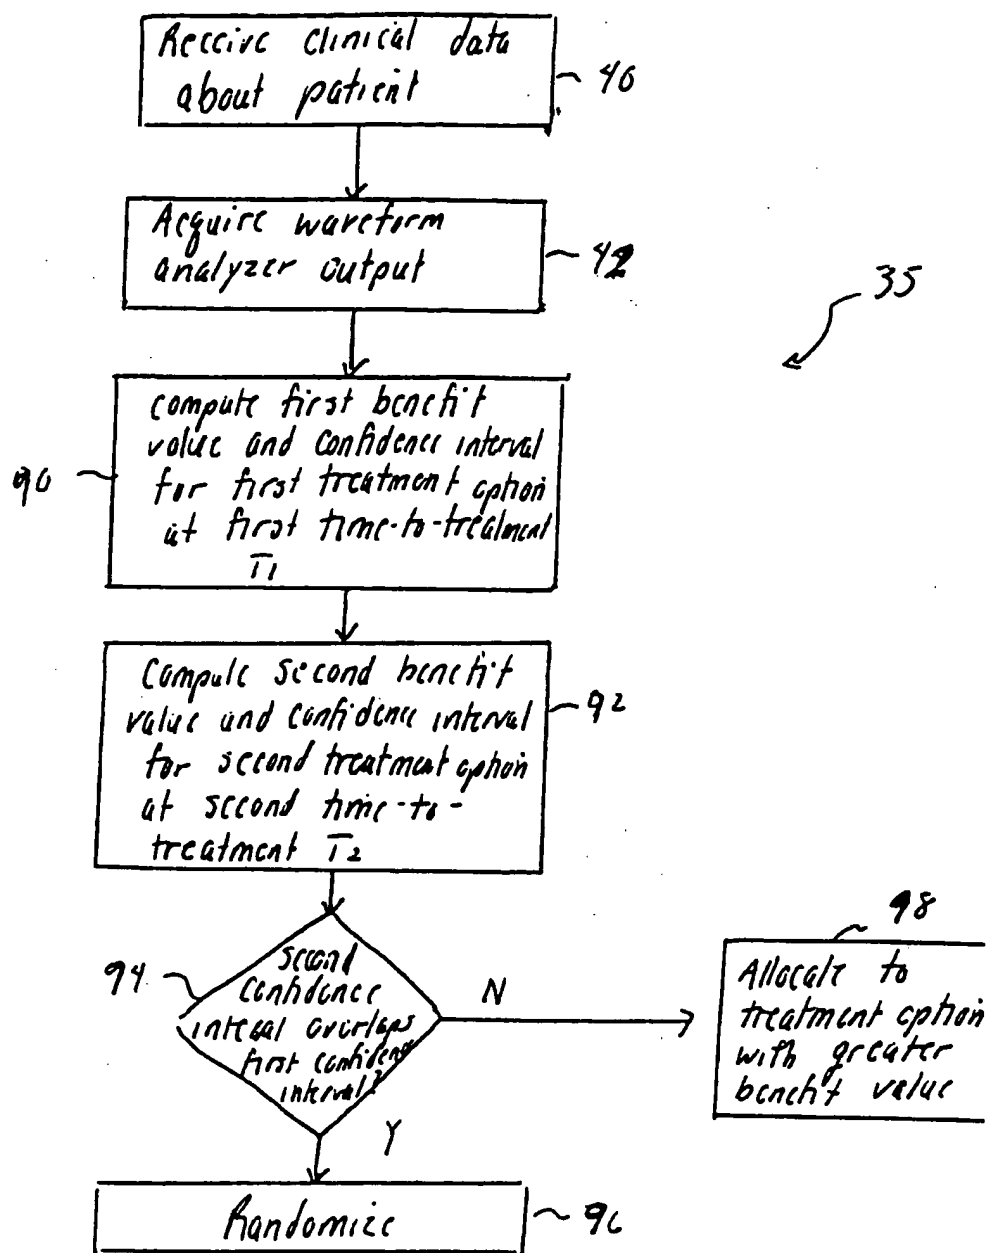 Receive clinical data
about patient
40
Acquire waveform
analyzer output
42
35
compute first benefit
value and confidence interval
for first treatment option
at first time-to-treatment
T1
90
Compute second benefit
value and confidence interval
for second treatment option
at second time-to-
treatment T2
92
second
confidence
interval overlaps
first confidence
interval?
94
N
98
Allocate to
treatment option
with greater
benefit value
Y
Randomize
96